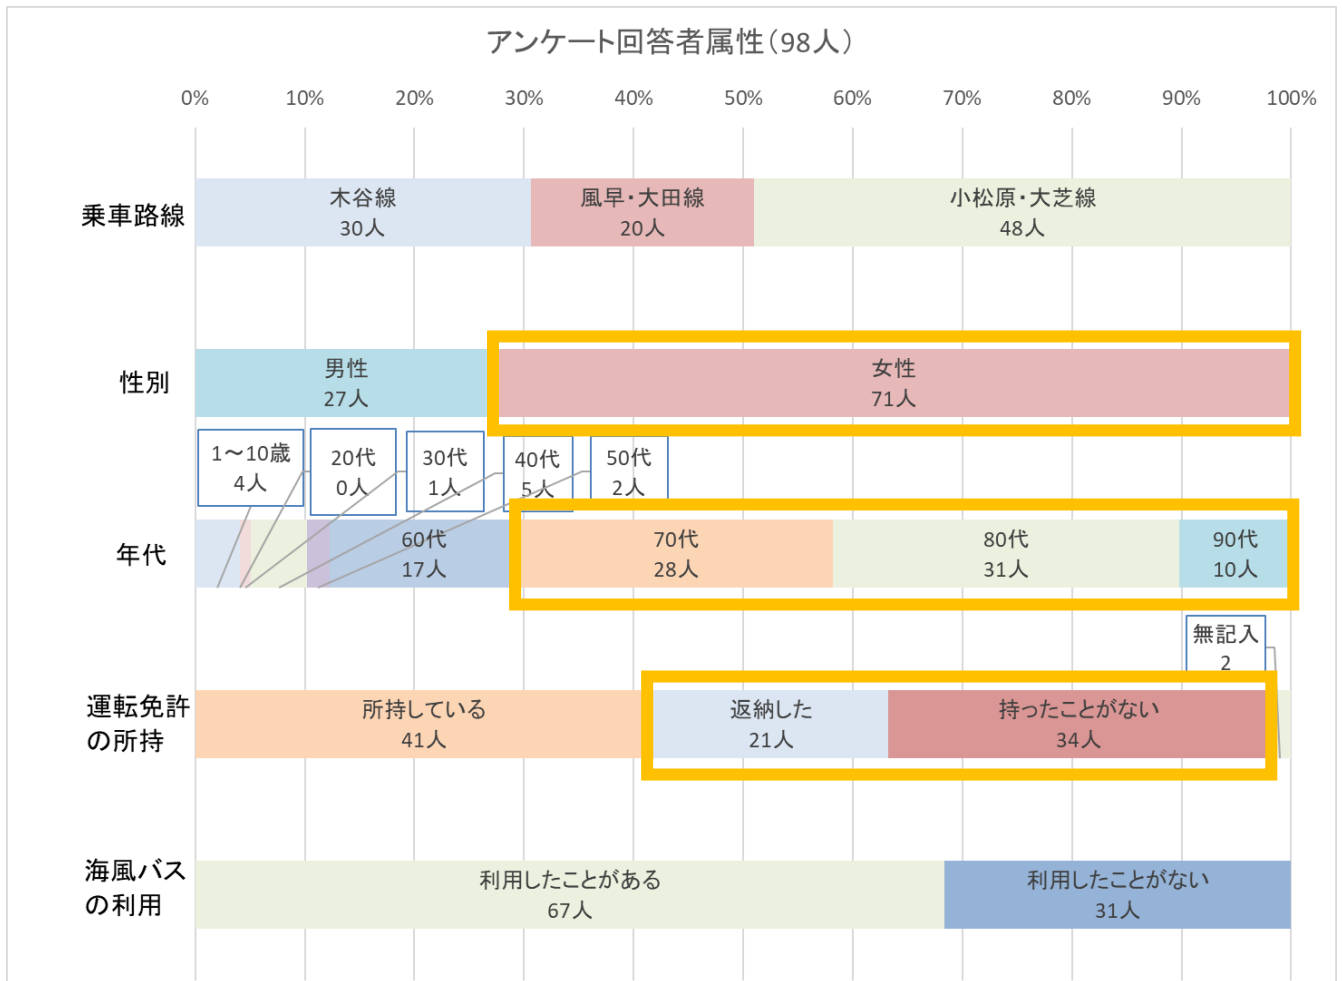 アンケート回答者属性（98人）
0% 10% 20% 30% 40% 50% 60% 70% 80% 90% 100%
乗車路線
木谷線
30人
風早・大田線
20人
小松原・大芝線
48人
性別
男性
27人
女性
71人
年代
1～10歳
4人
20代
0人
30代
1人
40代
5人
50代
2人
60代
17人
70代
28人
80代
31人
90代
10人
運転免許
の所持
所持している
41人
返納した
21人
持ったことがない
34人
無記入
2
海風バス
の利用
利用したことがある
67人
利用したことがない
31人